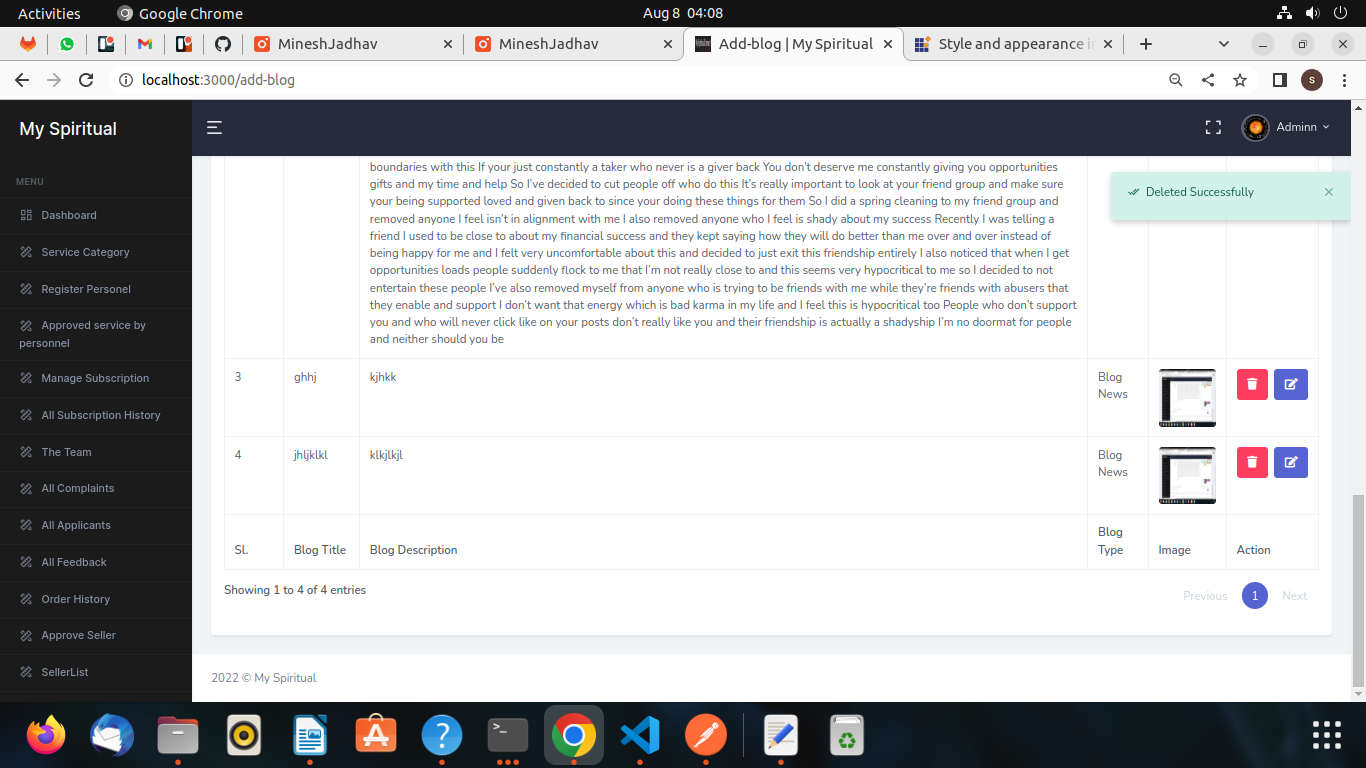 Activities
Google Chrome
Aug 8 04:08
MineshJadhav
MineshJadhav
Add-blog | My Spiritual
Style and appearance i
localhost:3000/add-blog
S
My Spiritual
Adminn
MENU
Dashboard
Service Category
Register Personel
Approved service by
personnel
Manage Subscription
All Subscription History
The Team
All Complaints
All Applicants
All Feedback
Order History
Approve Seller
SellerList
Deleted Successfully
boundaries with this If your just constantly a taker who never is a giver back You don’t deserve me constantly giving you opportunities
gifts and my time and help So I’ve decided to cut people off who do this It’s really important to look at your friend group and make sure
your being supported loved and given back to since your doing these things for them So I did a spring cleaning to my friend group and
removed anyone I feel isn’t in alignment with me I also removed anyone who I feel is shady about my success Recently I was telling a
friend I used to be close to about my financial success and they kept saying how they will do better than me over and over instead of
being happy for me and I felt very uncomfortable about this and decided to just exit this friendship entirely I also noticed that when I get
opportunities loads people suddenly flock to me that I’m not really close to and this seems very hypocritical to me so I decided to not
entertain these people I’ve also removed myself from anyone who is trying to be friends with me while they’re friends with abusers that
they enable and support I don’t want that energy which is bad karma in my life and I feel this is hypocritical too People who don’t support
you and who will never click like on your posts don’t really like you and their friendship is actually a shadyship I’m no doormat for people
and neither should you be
3
ghhj
kjhkk
Blog
News
4
jhljklkl
klkjlkjl
Blog
News
Sl.
Blog Title
Blog Description
Blog
Type
Image
Action
Showing 1 to 4 of 4 entries
Previous
1
Next
2022 © My Spiritual